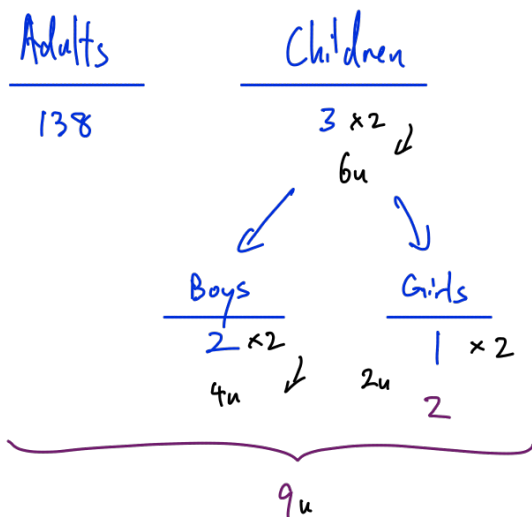 Adults Children
138 3 ×2
6u
Boys Girls
2 ×2 1 ×2
4u 2u
2
9u